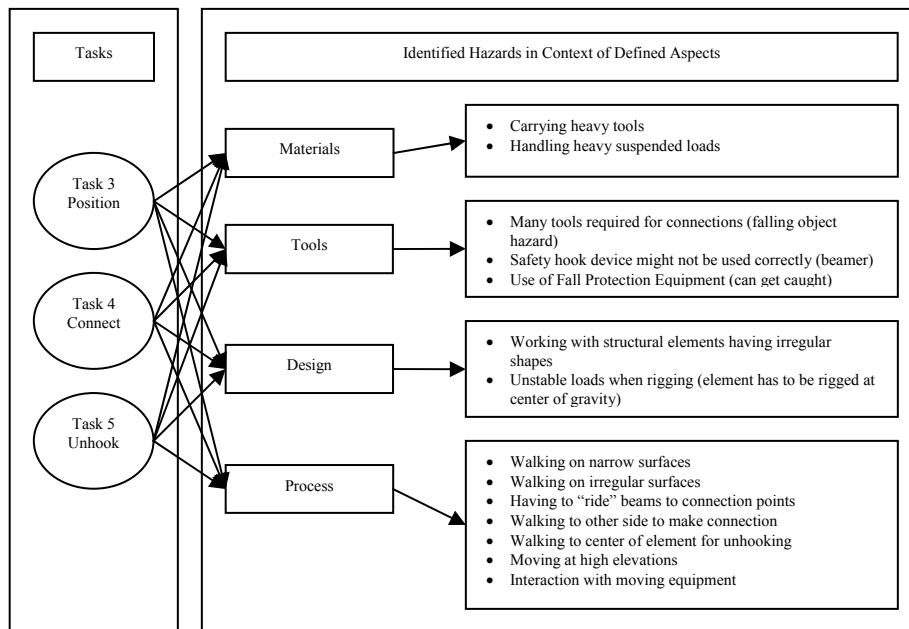 Tasks
Identified Hazards in Context of Defined Aspects
Task 3
Position
Task 4
Connect
Task 5
Unhook
Materials
• Carrying heavy tools
• Handling heavy suspended loads
Tools
• Many tools required for connections (falling object
hazard)
• Safety hook device might not be used correctly (beamer)
• Use of Fall Protection Equipment (can get caught)
Design
• Working with structural elements having irregular
shapes
• Unstable loads when rigging (element has to be rigged at
center of gravity)
Process
• Walking on narrow surfaces
• Walking on irregular surfaces
• Having to “ride” beams to connection points
• Walking to other side to make connection
• Walking to center of element for unhooking
• Moving at high elevations
• Interaction with moving equipment